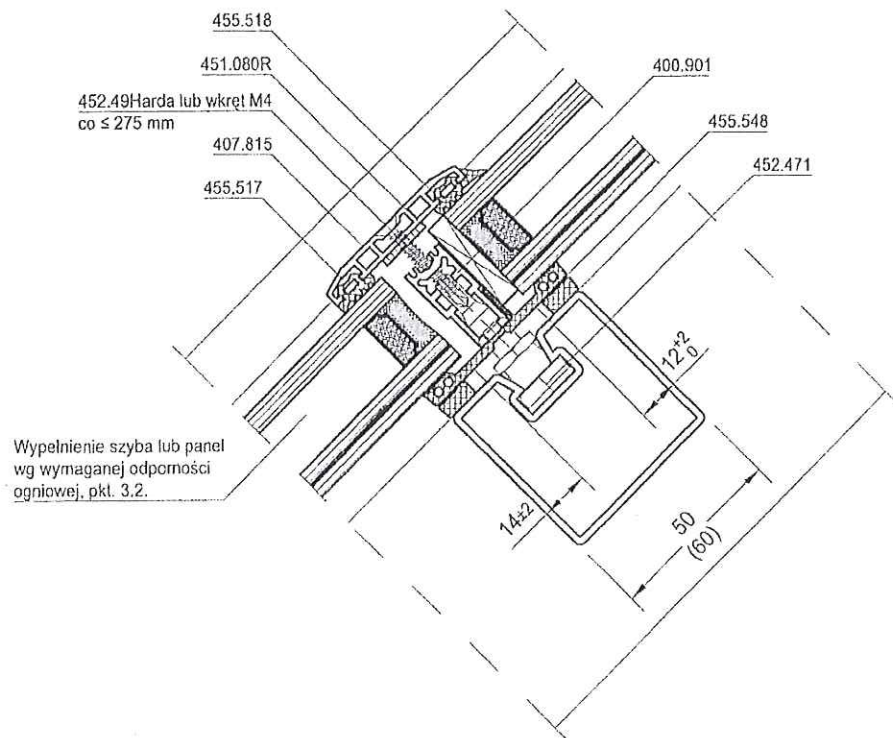 455.518
451.080R
452.49Harda lub wkręt M4
co ≤ 275 mm
407.815
455.517
400.901
455.548
452.471
12 +2 0
14±2
50
(60)
Wypełnienie szyba lub panel
wg wymaganej odporności
ogniowej, pkt. 3.2.